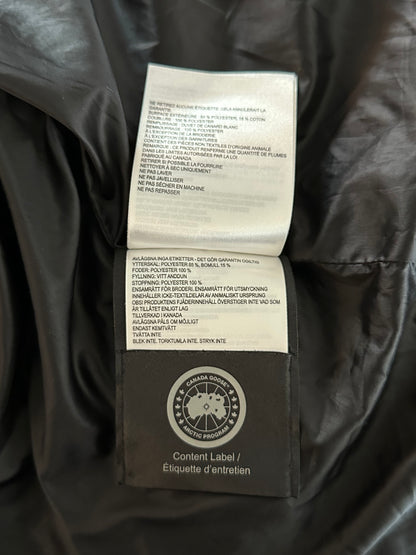 NE RETIREZ AUCUNE ÉTIQUETTE, CELA ANNULERAIT LA
GARANTIE.
SURFACE EXTÉRIEURE : 85 % POLYESTER, 15 % COTON
DOUBLURE : 100 % POLYESTER
REMPLISSAGE : DUVET DE CANARD BLANC
REMBOURRAGE : 100 % POLYESTER
À L'EXCEPTION DE LA BRODERIE
À L'EXCEPTION DES GARNITURES
CONTIENT DES PIÈCES NON TEXTILES D'ORIGINE ANIMALE
REMARQUE : CE PRODUIT RENFERME UNE QUANTITÉ DE PLUMES
DANS LES LIMITES AUTORISÉES PAR LA LOI
FABRIQUÉ AU CANADA
RETIRER SI POSSIBLE LA FOURRURE
NETTOYER À SEC UNIQUEMENT
NE PAS LAVER
NE PAS JAVELLISER
NE PAS SÉCHER EN MACHINE
NE PAS REPASSER
AVLÄGSNA INGA ETIKETTER - DET GÖR GARANTIN OGILTIG
YTTERSKAL: POLYESTER 85 %, BOMULL 15 %
FODER: POLYESTER 100 %
FYLLNING: VITT ANDDUN
STOPPNING: POLYESTER 100 %
ENSAMRÄTT FÖR BRODERI, ENSAMRÄTT FÖR UTSMYCKNING
INNEHÅLLER ICKE-TEXTILDELAR AV ANIMALISKT URSPRUNG
OBS! PRODUKTENS FJÄDERINNEHÅLL ÖVERSTIGER INTE VAD SOM
ÄR TILLÅTET ENLIGT LAG
TILLVERKAD I KANADA
AVLÄGSNA PÄLS OM MÖJLIGT
ENDAST KEMTVÄTT
TVÄTTA INTE
BLEK INTE, TORKTUMLA INTE, STRYK INTE
CANADA GOOSE®
ARCTIC PROGRAM
Content Label /
Étiquette d'entretien